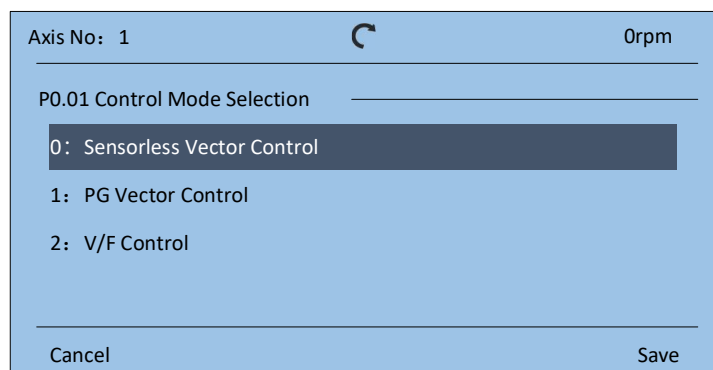 Axis No：1 0rpm
P0.01 Control Mode Selection
0：Sensorless Vector Control
1：PG Vector Control
2：V/F Control
Cancel Save